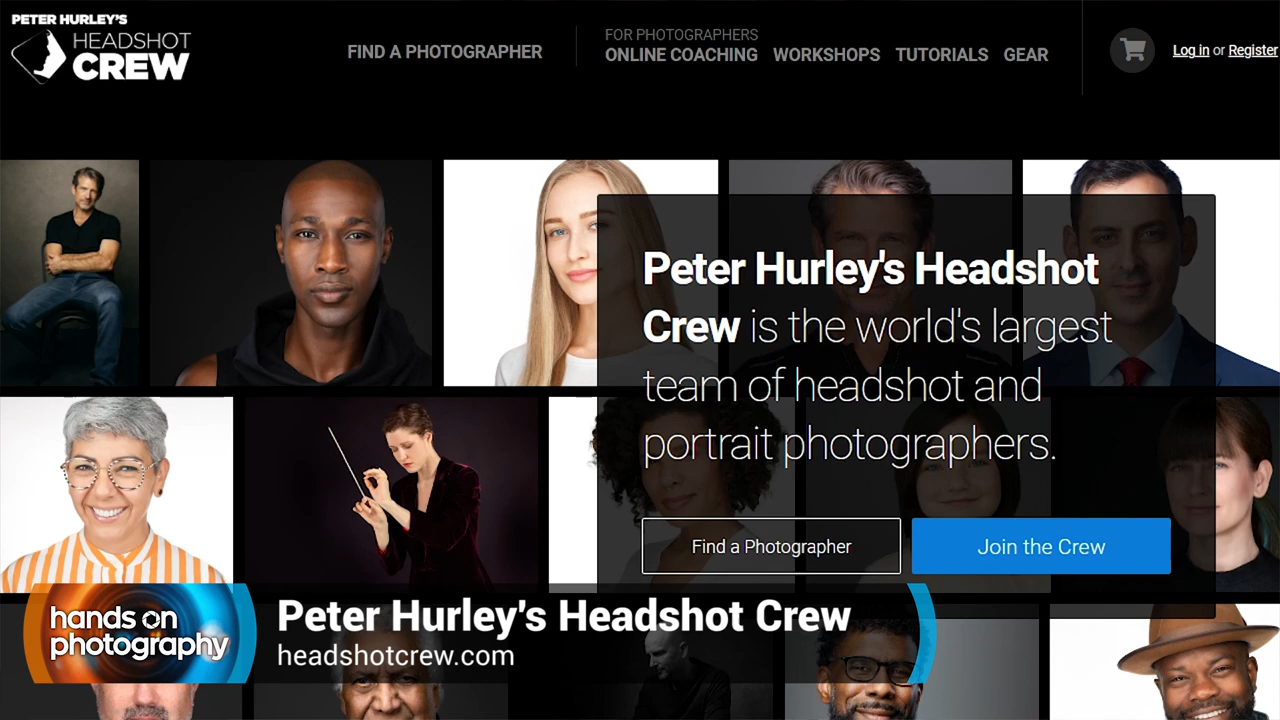 PETER HURLEY'S
HEADSHOT
CREW
FIND A PHOTOGRAPHER
FOR PHOTOGRAPHERS
ONLINE COACHING WORKSHOPS TUTORIALS GEAR
Log in or Register
Peter Hurley's Headshot
Crew is the world's largest
team of headshot and
portrait photographers.
Find a Photographer
Join the Crew
hands on
photography
Peter Hurley's Headshot Crew
headshotcrew.com